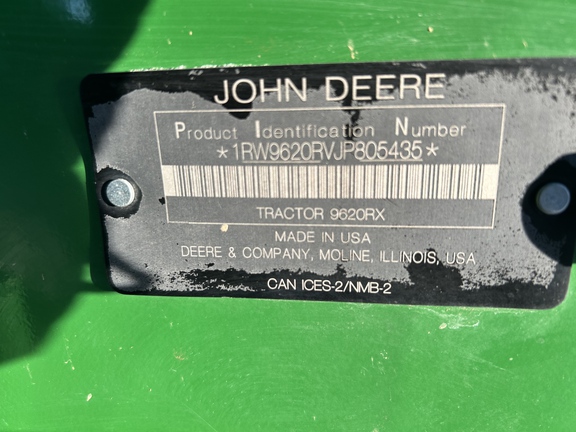 JOHN DEERE
Product Identification Number
*1RW9620RVJP805435*
TRACTOR 9620RX
MADE IN USA
DEERE & COMPANY, MOLINE, ILLINOIS, USA
CAN ICES-2/NMB-2